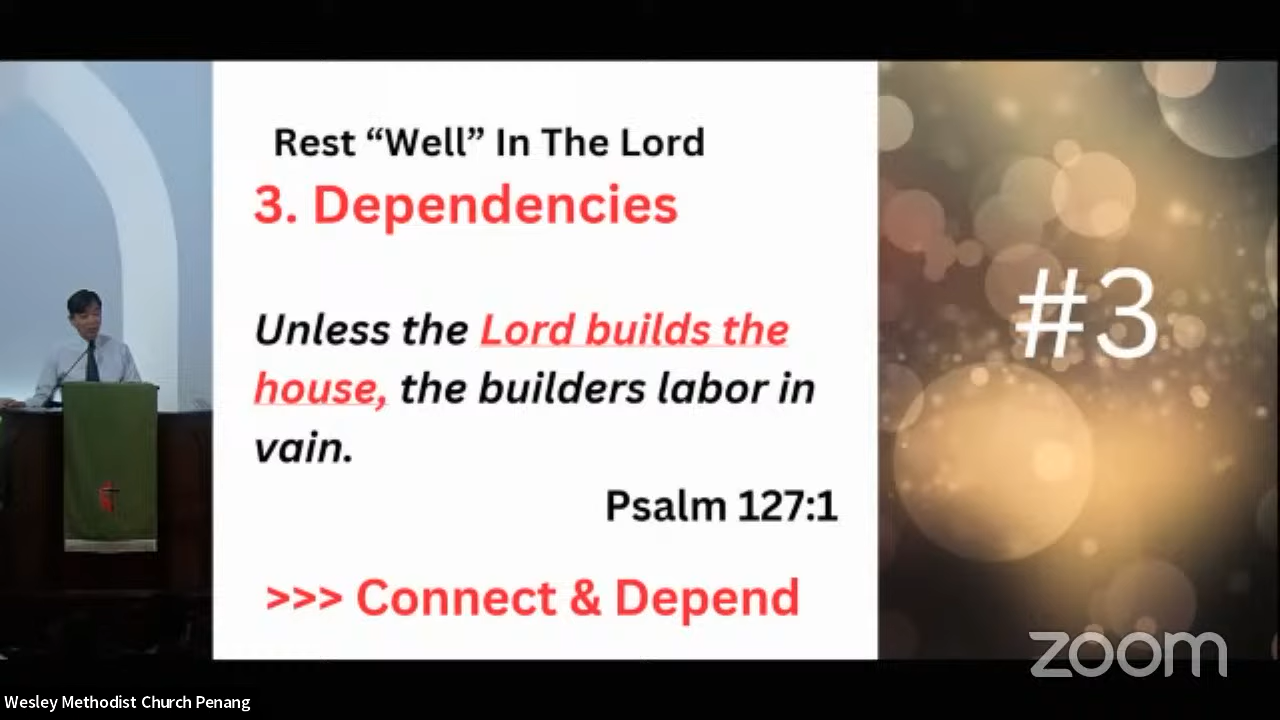 Rest “Well” In The Lord
3. Dependencies
Unless the Lord builds the
house, the builders labor in
vain.
Psalm 127:1
>>> Connect & Depend
#3
zoom
Wesley Methodist Church Penang